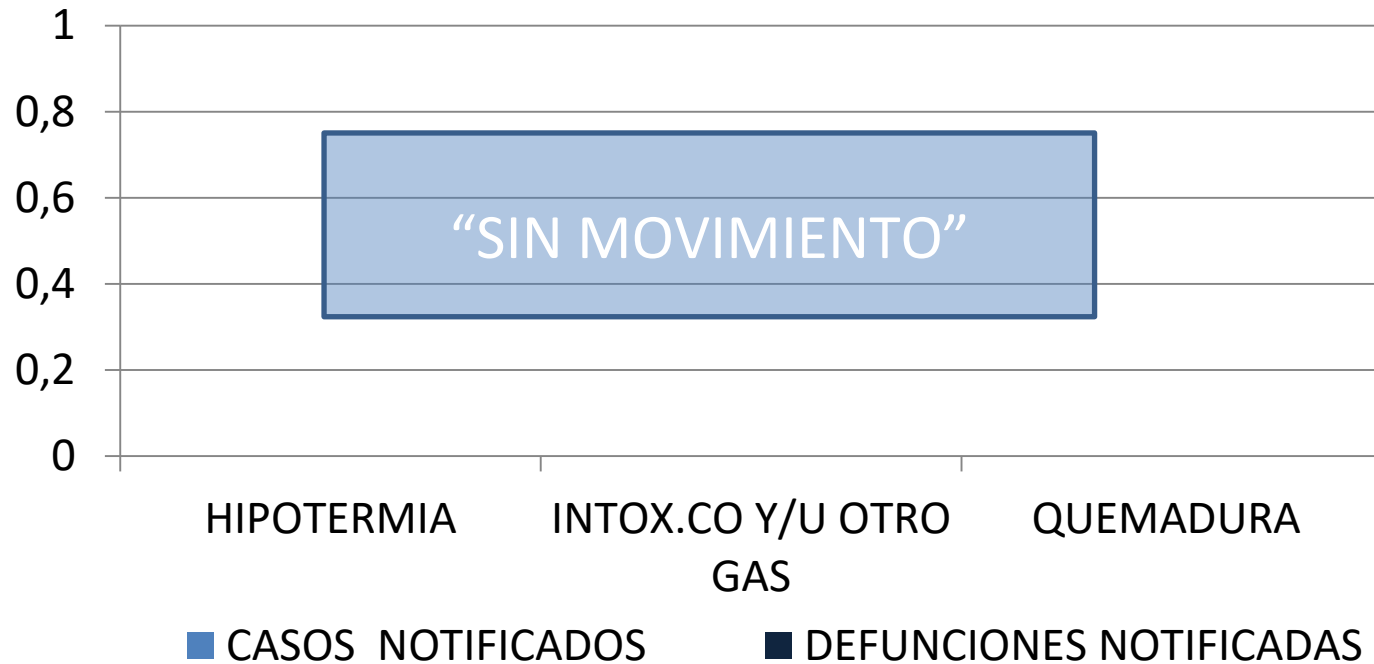 1
0,8
0,6
“SIN MOVIMIENTO”
0,4
0,2
0
HIPOTERMIA INTOX.CO Y/U OTRO QUEMADURA
GAS
CASOS NOTIFICADOS DEFUNCIONES NOTIFICADAS